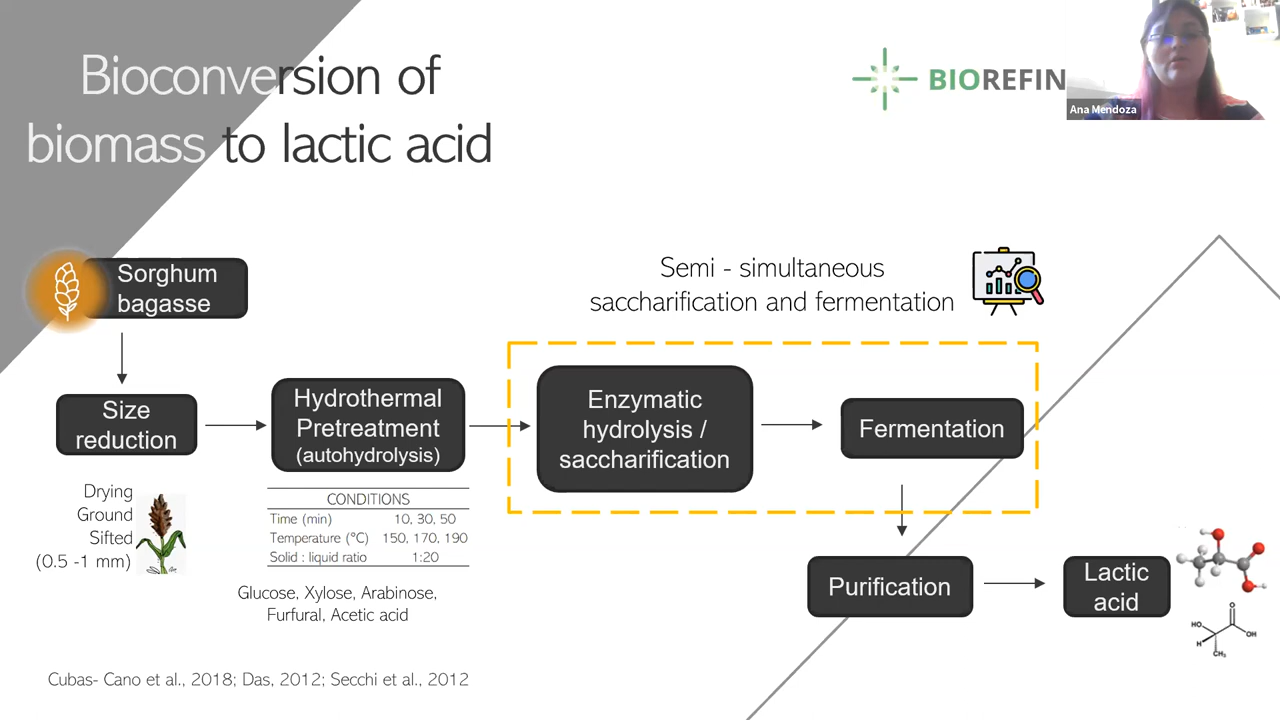 Bioconversion of
biomass to lactic acid
BIOREFIN
Ana Mendoza
Sorghum
bagasse
Semi - simultaneous
saccharification and fermentation
Size
reduction
Hydrothermal
Pretreatment
(autohydrolysis)
Enzymatic
hydrolysis /
saccharification
Fermentation
Drying
Ground
Sifted
(0.5 -1 mm)
CONDITIONS
Time (min) 10, 30, 50
Temperature (°C) 150, 170, 190
Solid : liquid ratio 1:20
Glucose, Xylose, Arabinose,
Furfural, Acetic acid
Purification
Lactic
acid
O
HO
OH
H
CH₃
Cubas- Cano et al., 2018; Das, 2012; Secchi et al., 2012